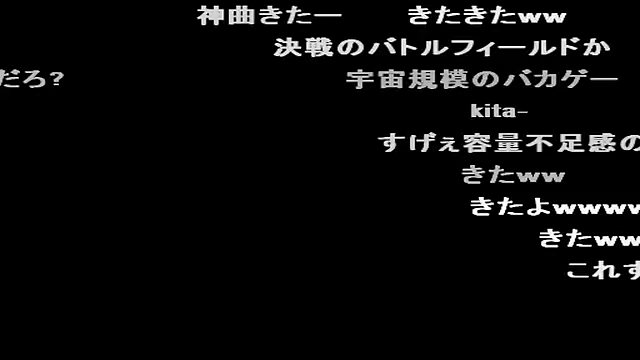 神曲きたー きたきたww
決戦のバトルフィールドか
だろ? 宇宙規模のバカゲー
kita-
すげぇ容量不足感の
きたww
きたよwwww
きたww
これす